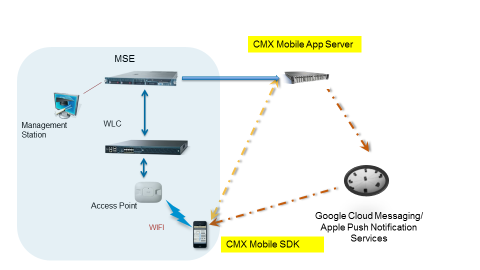 MSE
CMX Mobile App Server
Management
Station
WLC
Access Point
WIFI
CMX Mobile SDK
Google Cloud Messaging/
Apple Push Notification
Services